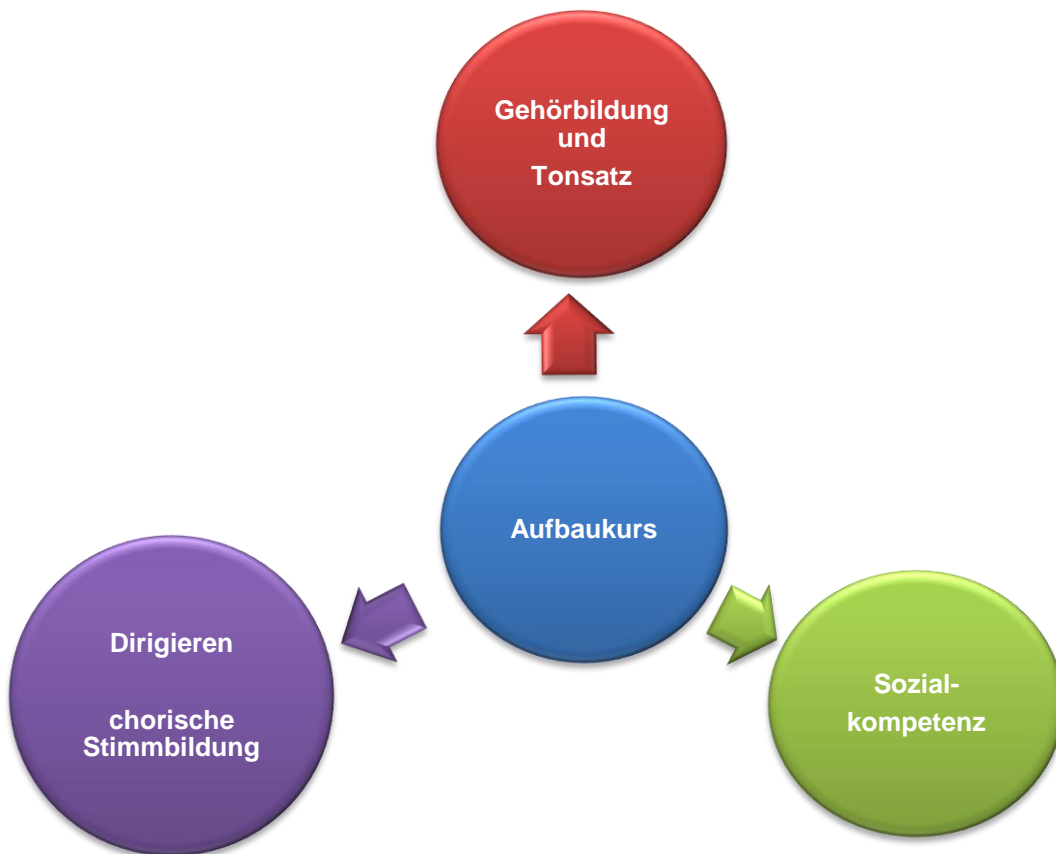 Gehörbildung
und
Tonsatz
Aufbaukurs
Dirigieren
chorische
Stimmbildung
Sozial-
kompetenz